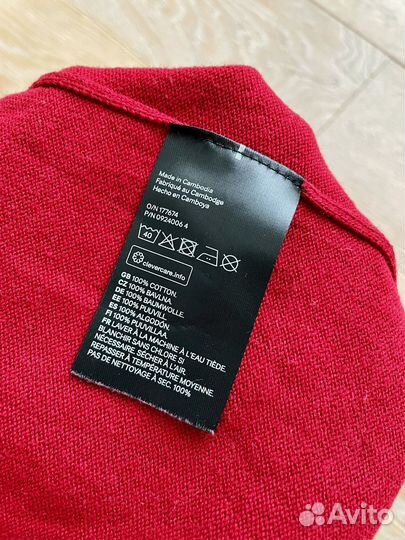 Made in Cambodia
Fabriqué au Cambodge
Hecho en Camboya
O/N 177674
P/N 0924006 4
40
clevercare.info
GB 100% COTTON.
CZ 100% BAVLNA.
DE 100% BAUMWOLLE.
EE 100% PUUVILL.
ES 100% ALGODÓN.
FI 100% PUUVILLAA.
FR LAVER À LA MACHINE À L'EAU TIÈDE.
BLANCHIR SANS CHLORE SI
NÉCESSAIRE. SÉCHER À L'AIR.
REPASSER À TEMPÉRATURE MOYENNE.
PAS DE NETTOYAGE À SEC. 100%
Avito